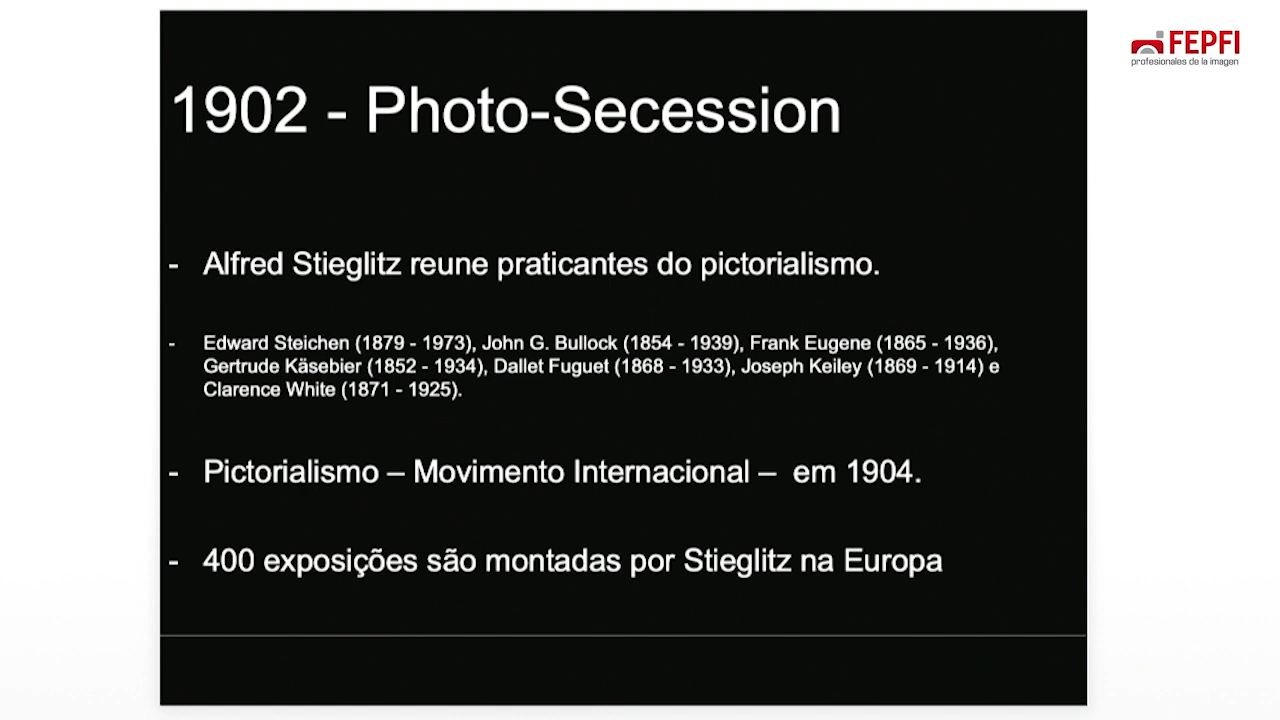 FEPFI
profesionales de la imagen
1902 - Photo-Secession
- Alfred Stieglitz reune praticantes do pictorialismo.
- Edward Steichen (1879 - 1973), John G. Bullock (1854 - 1939), Frank Eugene (1865 - 1936),
Gertrude Käsebier (1852 - 1934), Dallet Fuguet (1868 - 1933), Joseph Keiley (1869 - 1914) e
Clarence White (1871 - 1925).
- Pictorialismo – Movimento Internacional – em 1904.
- 400 exposições são montadas por Stieglitz na Europa